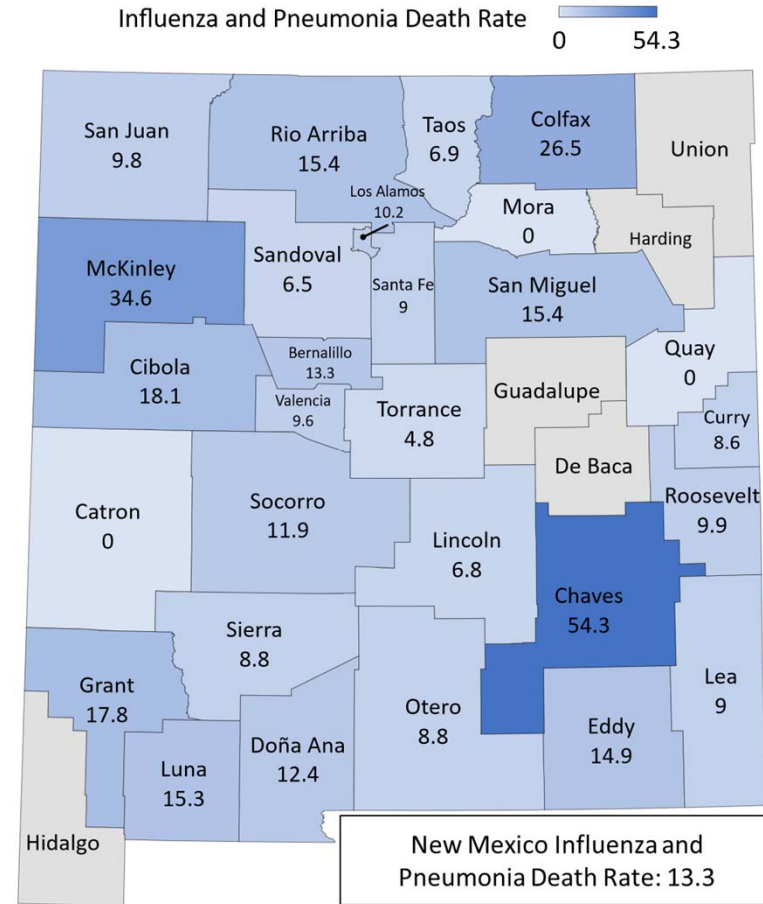 Influenza and Pneumonia Death Rate
0 54.3
San Juan
9.8
Rio Arriba
15.4
Taos
6.9
Colfax
26.5
Union
Los Alamos
10.2
Mora
0
Harding
McKinley
34.6
Sandoval
6.5
Santa Fe
9
San Miguel
15.4
Quay
0
Cibola
18.1
Bernalillo
13.3
Valencia
9.6
Torrance
4.8
Guadalupe
Curry
8.6
De Baca
Roosevelt
9.9
Catron
0
Socorro
11.9
Lincoln
6.8
Chaves
54.3
Sierra
8.8
Grant
17.8
Luna
15.3
Doña Ana
12.4
Otero
8.8
Eddy
14.9
Lea
9
Hidalgo
New Mexico Influenza and
Pneumonia Death Rate: 13.3